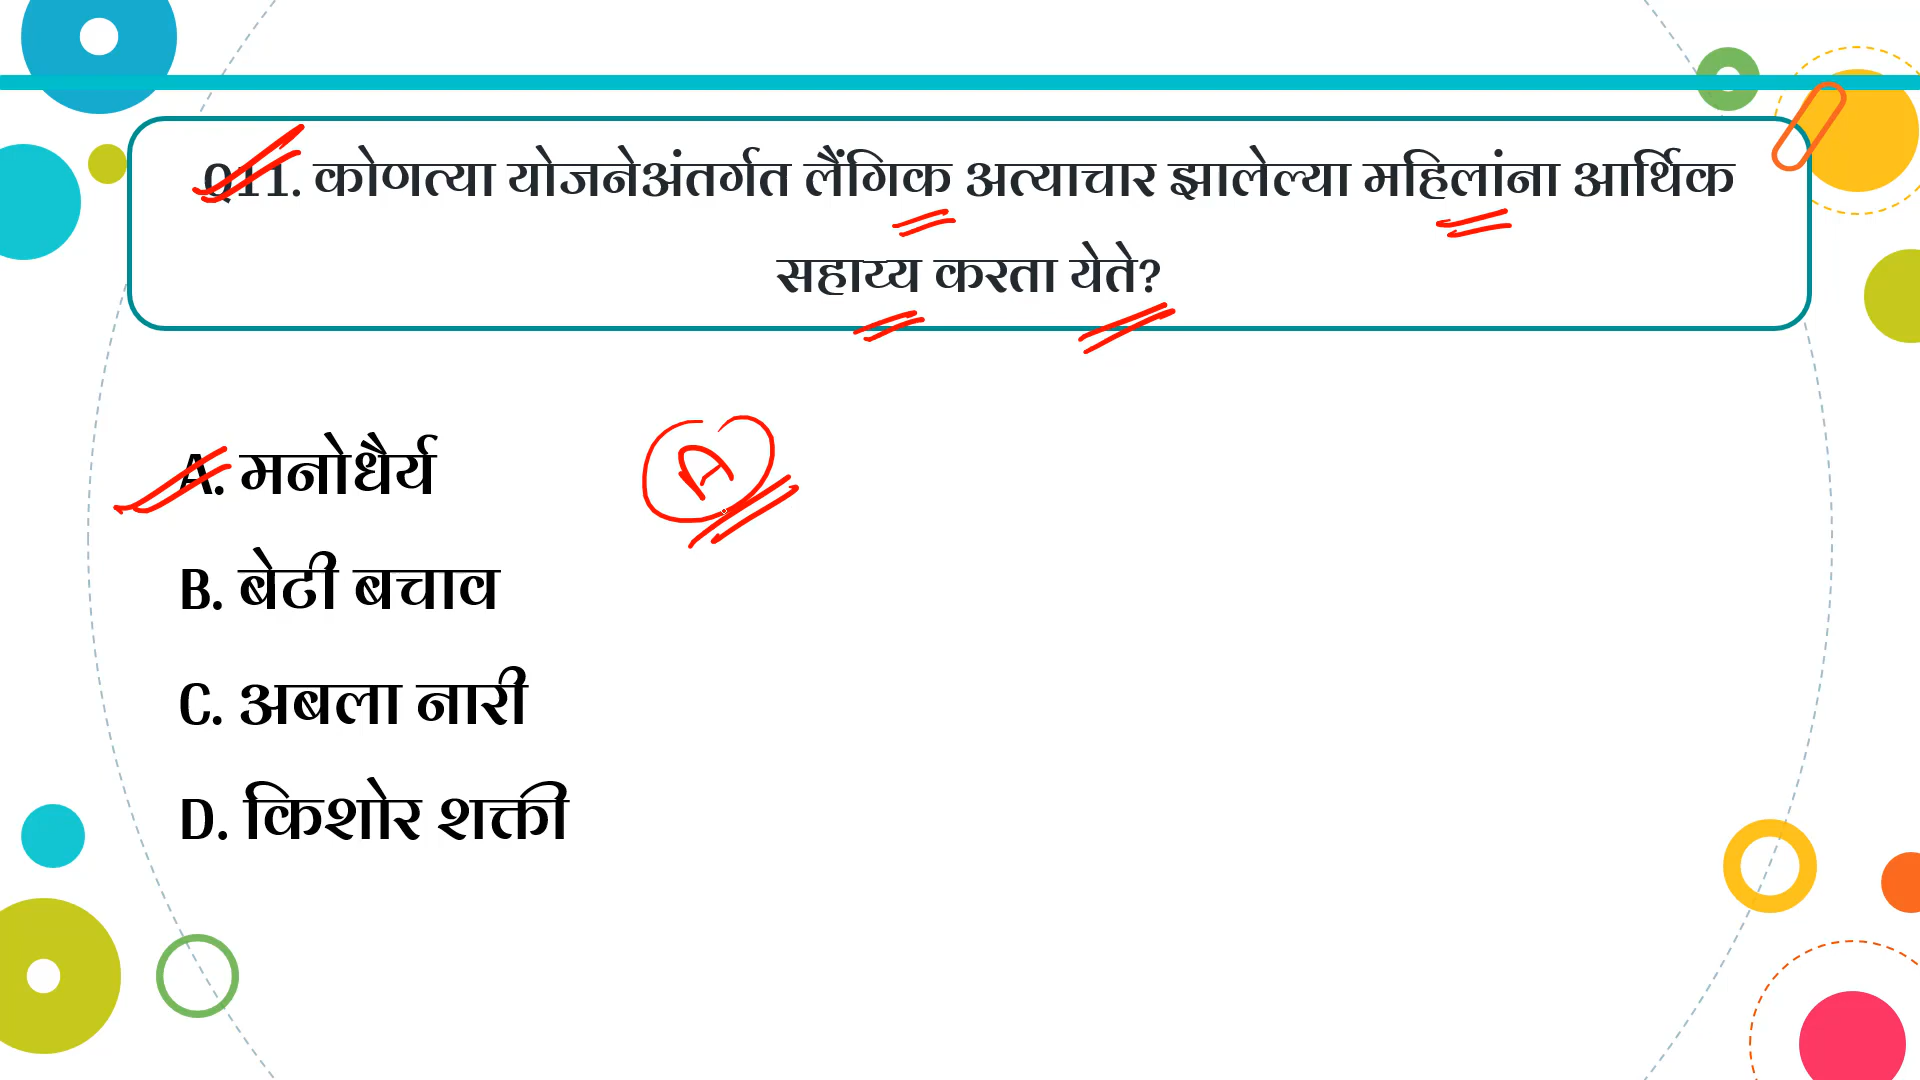 Q11. कोणत्या योजनेअंतर्गत लैंगिक अत्याचार झालेल्या महिलांना आर्थिक
सहाय्य करता येते?
A. मनोधैर्य
A
B. बेटी बचाव
C. अबला नारी
D. किशोर शक्ती